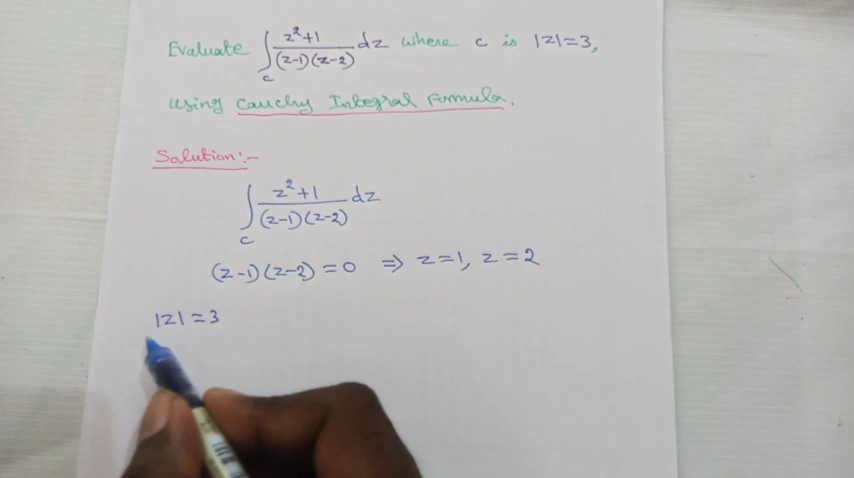 Evaluate ∫_C (z²+1)/((z-1)(z-2)) dz where c is |z|=3,
using Cauchy Integral Formula.
Solution:-
∫_C (z²+1)/((z-1)(z-2)) dz
(z-1)(z-2) = 0 ⇒ z=1, z=2
|z| = 3